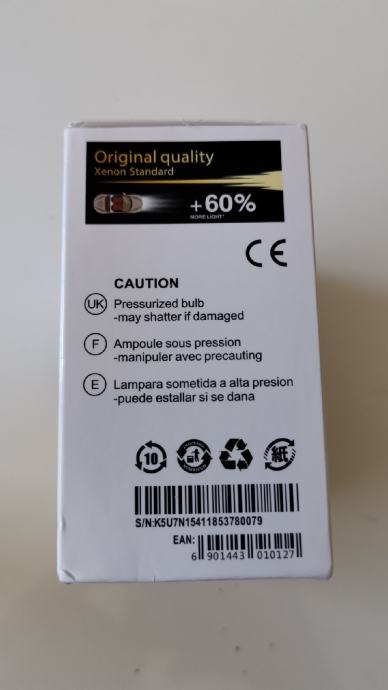 Original quality
Xenon Standard
+60%
MORE LIGHT*
CE
CAUTION
UK Pressurized bulb
-may shatter if damaged
F Ampoule sous pression
-manipuler avec precauting
E Lampara sometida a alta presion
-puede estallar si se dana
10
紙
S/N:K5U7N15411853780079
EAN:
6 901443 010127